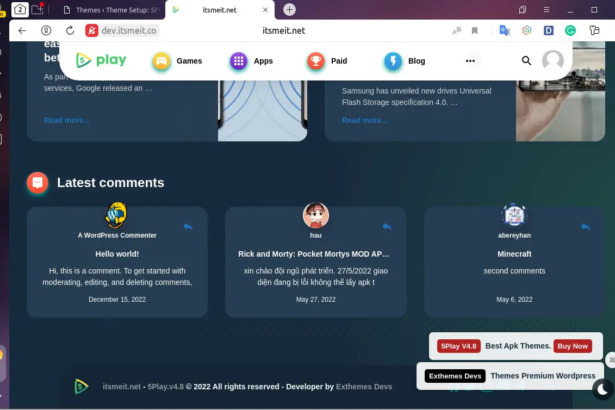 2
Themes › Theme Setup: 5P
itsmeit.net
dev.itsmeit.co
itsmeit.net
eas
bet
5 play
Games
Apps
Paid
Blog
As par
services, Google released an …
Samsung has unveiled new drives Universal
Flash Storage specification 4.0. …
Read more...
Read more...
Latest comments
A WordPress Commenter
Hello world!
Hi, this is a comment. To get started with
moderating, editing, and deleting comments,
December 15, 2022
hau
Rick and Morty: Pocket Mortys MOD AP…
xin chào đội ngũ phát triển. 27/5/2022 giao
diện đang bị lỗi không thể lấy apk t
May 27, 2022
abereyhan
Minecraft
second comments
May 6, 2022
5Play V4.8 Best Apk Themes. Buy Now
Exthemes Devs Themes Premium Wordpress
itsmeit.net - 5Play.v4.8 © 2022 All rights reserved - Developer by Exthemes Devs